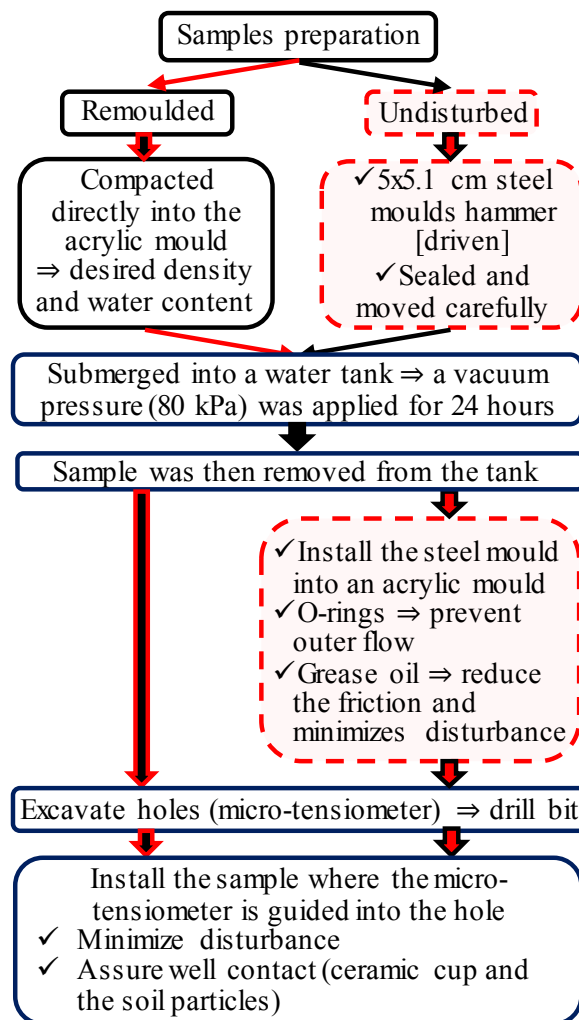 Samples preparation
Remoulded
Undisturbed
Compacted
directly into the
acrylic mould
⇒ desired density
and water content
✓5x5.1 cm steel
moulds hammer
[driven]
✓Sealed and
moved carefully
Submerged into a water tank ⇒ a vacuum
pressure (80 kPa) was applied for 24 hours
Sample was then removed from the tank
✓Install the steel mould
into an acrylic mould
✓O-rings ⇒ prevent
outer flow
✓Grease oil ⇒ reduce
the friction and
minimizes disturbance
Excavate holes (micro-tensiometer) ⇒ drill bit
Install the sample where the micro-
tensiometer is guided into the hole
✓ Minimize disturbance
✓ Assure well contact (ceramic cup and
the soil particles)